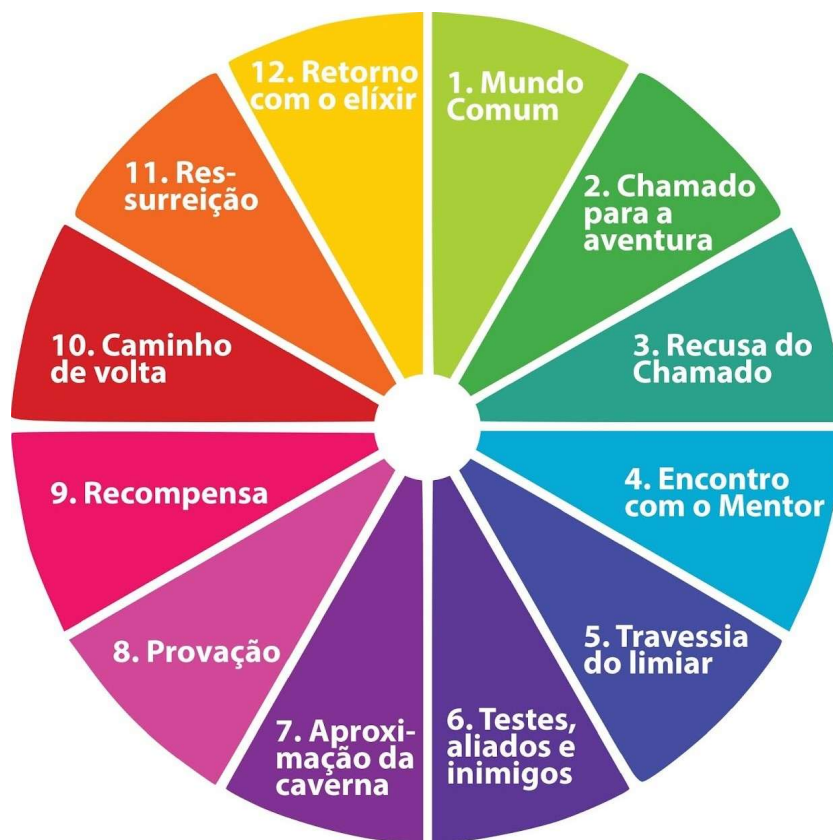 1. Mundo
Comum
2. Chamado
para a
aventura
3. Recusa do
Chamado
4. Encontro
com o Mentor
5. Travessia
do limiar
6. Testes,
aliados e
inimigos
7. Aproxi-
mação da
caverna
8. Provação
9. Recompensa
10. Caminho
de volta
11. Res-
surreição
12. Retorno
com o elíxir